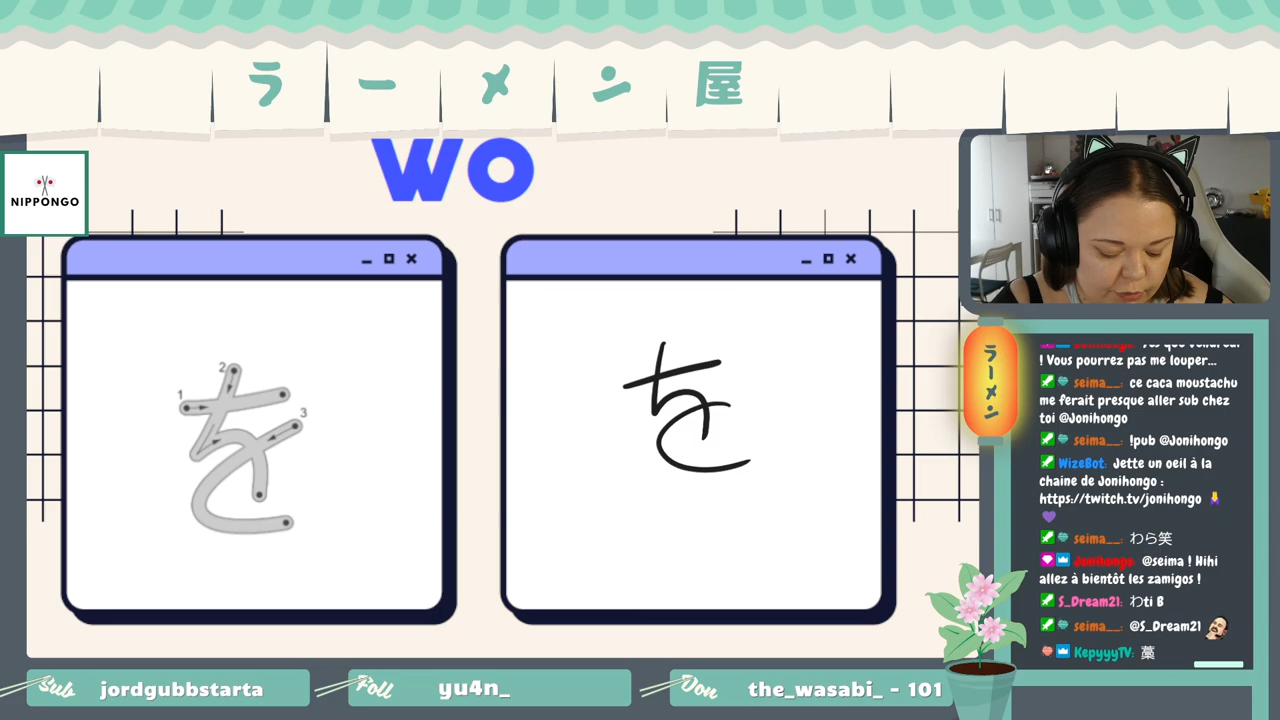 ラーメン屋
WO
NIPPONGO
1
2
3
を
を
ラーメン
! Vous pourrez pas me louper...
seima__: ce caca moustachu
me ferait presque aller sub chez
toi @Jonihongo
seima__: !pub @Jonihongo
WizeBot: Jette un oeil à la
chaine de Jonihongo :
https://twitch.tv/jonihongo
seima__: わら笑
Jonihongo: @seima ! Hihi
allez à bientôt les zamigos !
S_Dream21: わti B
seima__: @S_Dream21
KepyyyTV: 藁
Sub jordgubbstarta
Foll yu4n_
Don the_wasabi_ - 101